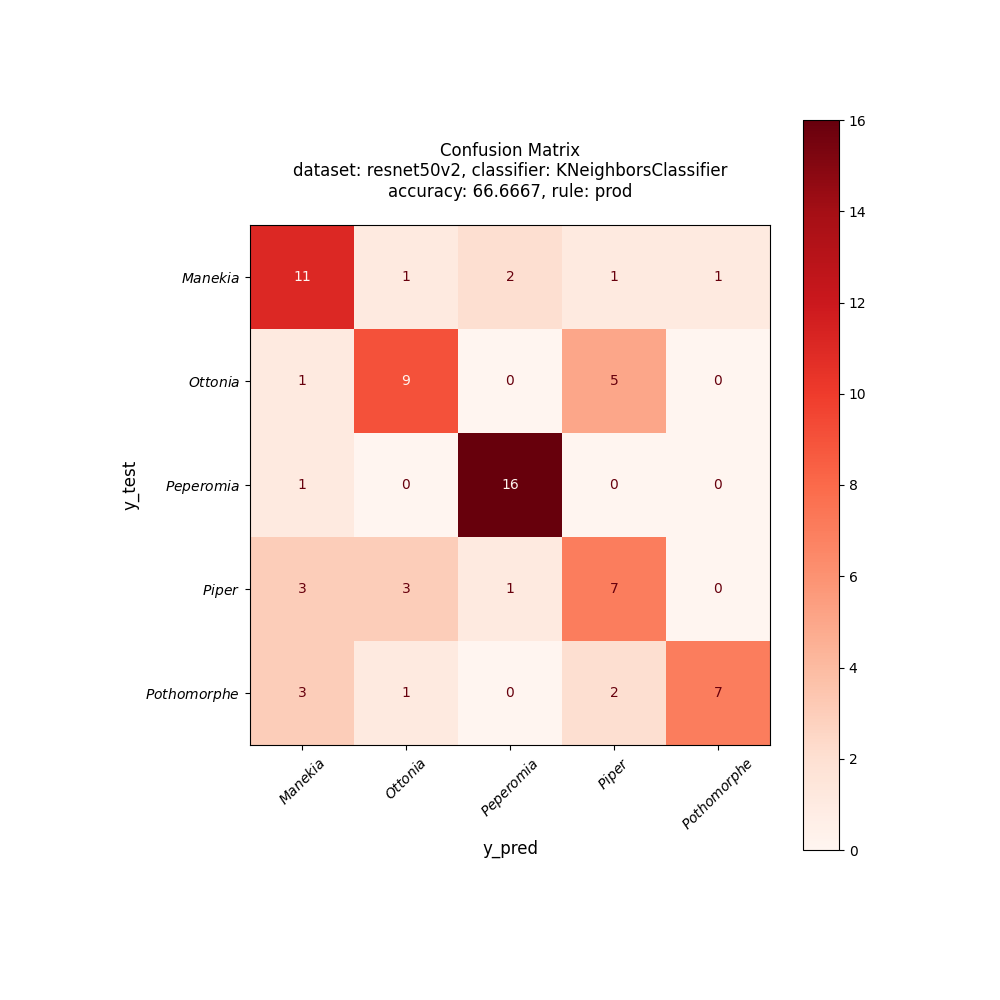 Confusion Matrix
dataset: resnet50v2, classifier: KNeighborsClassifier
accuracy: 66.6667, rule: prod
16
14
12
10
8
6
4
2
0
y_test
Manekia 11 1 2 1 1
Ottonia 1 9 0 5 0
Peperomia 1 0 16 0 0
Piper 3 3 1 7 0
Pothomorphe 3 1 0 2 7
Manekia Ottonia Peperomia Piper Pothomorphe
y_pred